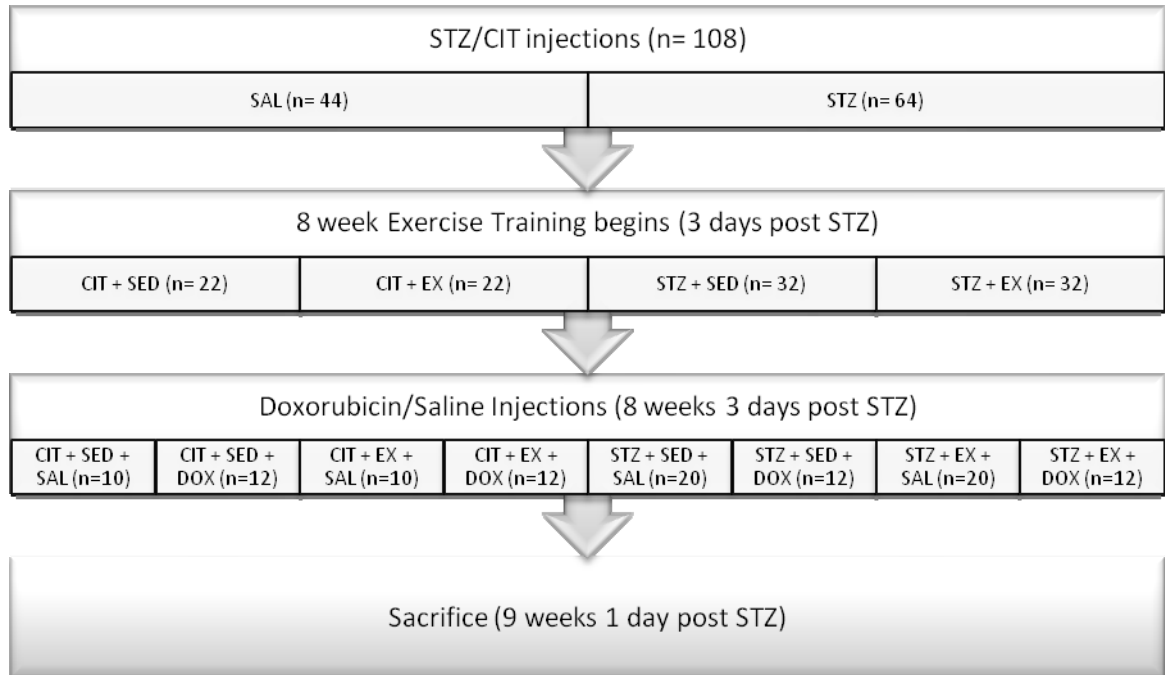 STZ/CIT injections (n= 108)
SAL (n= 44)
STZ (n= 64)
8 week Exercise Training begins (3 days post STZ)
CIT + SED (n= 22)
CIT + EX (n= 22)
STZ + SED (n= 32)
STZ + EX (n= 32)
Doxorubicin/Saline Injections (8 weeks 3 days post STZ)
CIT + SED +
SAL (n=10)
CIT + SED +
DOX (n=12)
CIT + EX +
SAL (n=10)
CIT + EX +
DOX (n=12)
STZ + SED +
SAL (n=20)
STZ + SED +
DOX (n=12)
STZ + EX +
SAL (n=20)
STZ + EX +
DOX (n=12)
Sacrifice (9 weeks 1 day post STZ)